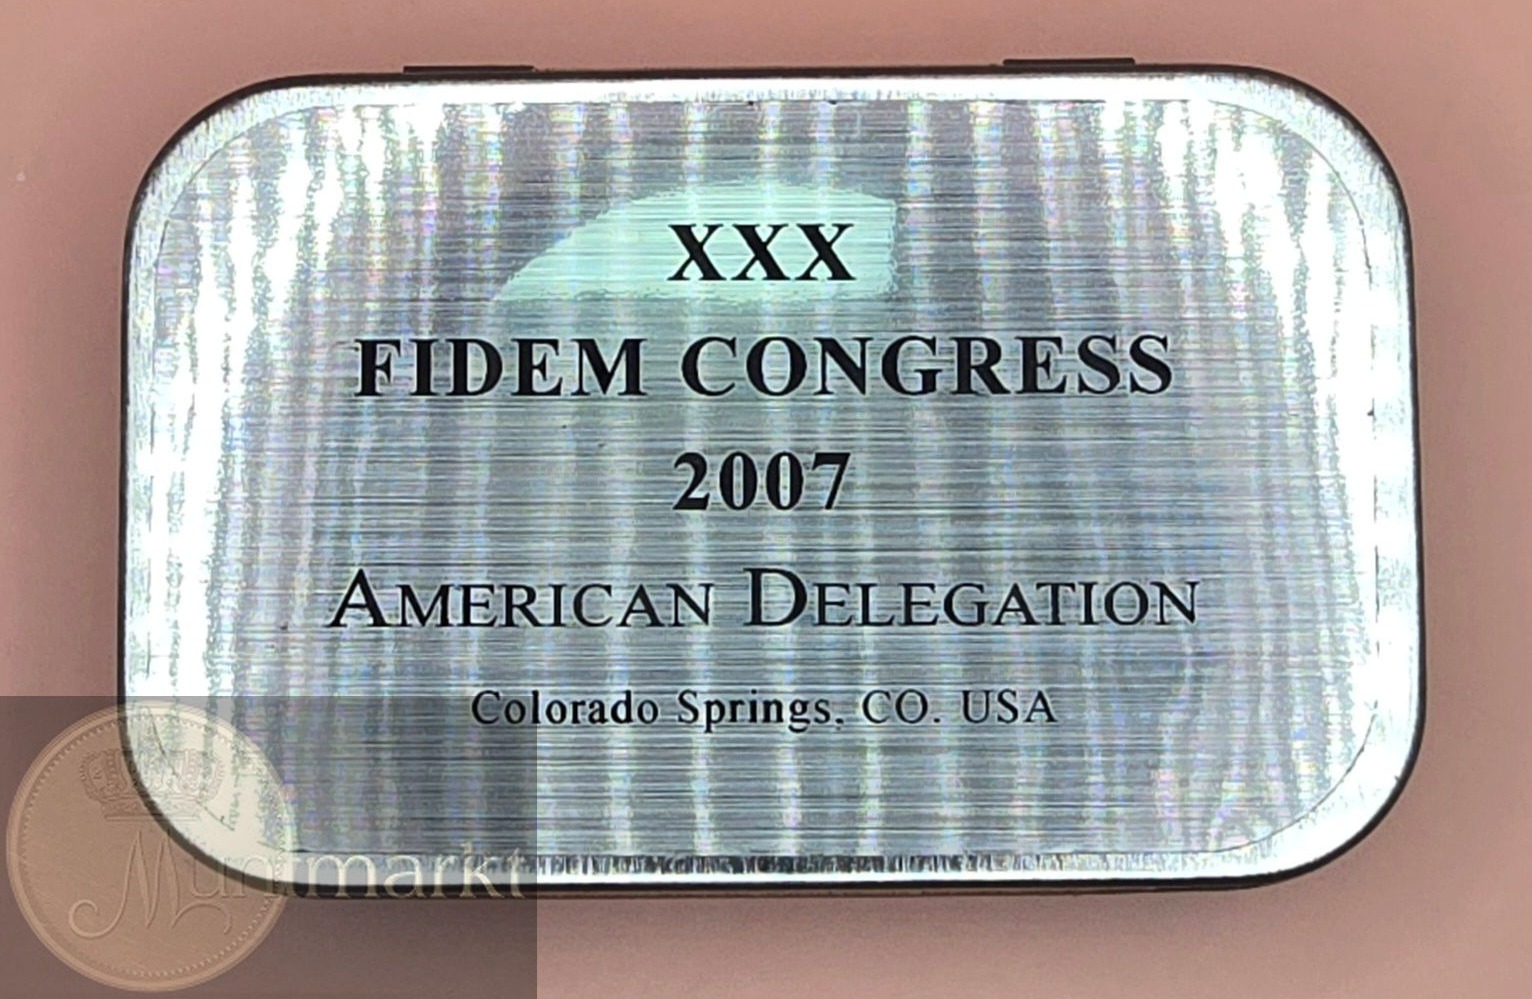 XXX
FIDEM CONGRESS
2007
AMERICAN DELEGATION
Colorado Springs, CO. USA
Muntmarkt